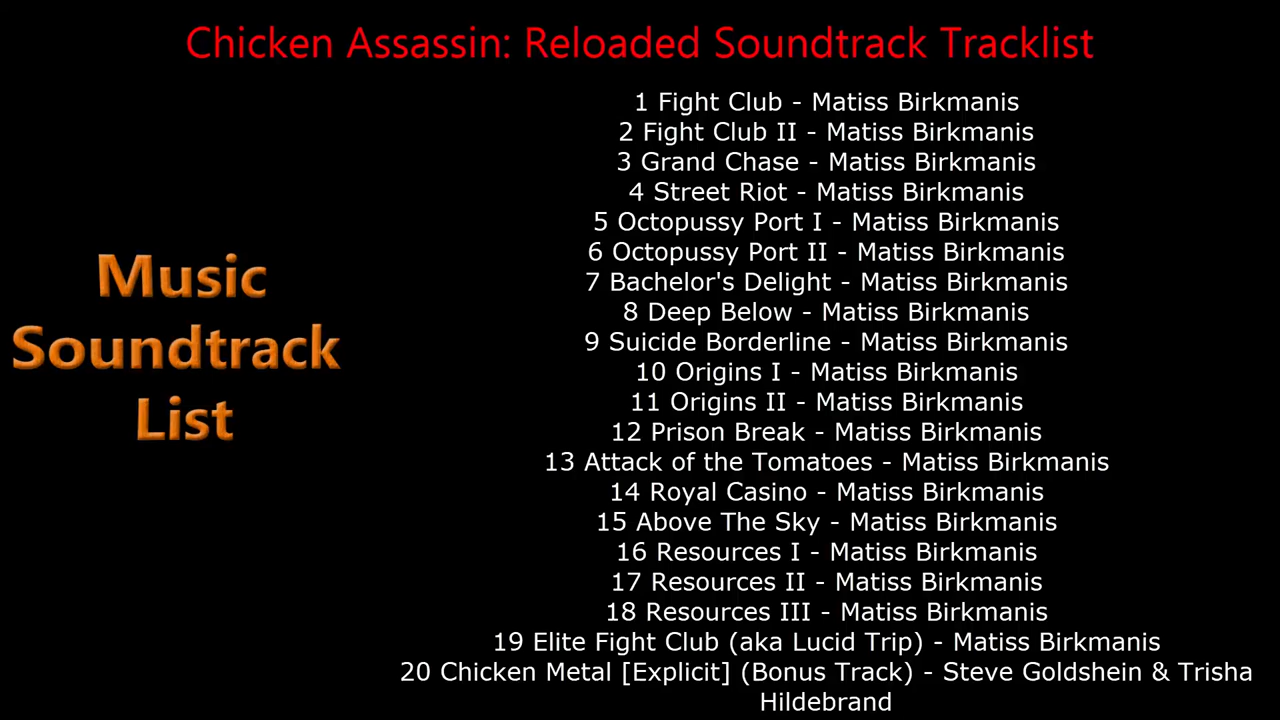 Chicken Assassin: Reloaded Soundtrack Tracklist
Music
Soundtrack
List
1 Fight Club - Matiss Birkmanis
2 Fight Club II - Matiss Birkmanis
3 Grand Chase - Matiss Birkmanis
4 Street Riot - Matiss Birkmanis
5 Octopussy Port I - Matiss Birkmanis
6 Octopussy Port II - Matiss Birkmanis
7 Bachelor's Delight - Matiss Birkmanis
8 Deep Below - Matiss Birkmanis
9 Suicide Borderline - Matiss Birkmanis
10 Origins I - Matiss Birkmanis
11 Origins II - Matiss Birkmanis
12 Prison Break - Matiss Birkmanis
13 Attack of the Tomatoes - Matiss Birkmanis
14 Royal Casino - Matiss Birkmanis
15 Above The Sky - Matiss Birkmanis
16 Resources I - Matiss Birkmanis
17 Resources II - Matiss Birkmanis
18 Resources III - Matiss Birkmanis
19 Elite Fight Club (aka Lucid Trip) - Matiss Birkmanis
20 Chicken Metal [Explicit] (Bonus Track) - Steve Goldshein & Trisha
Hildebrand